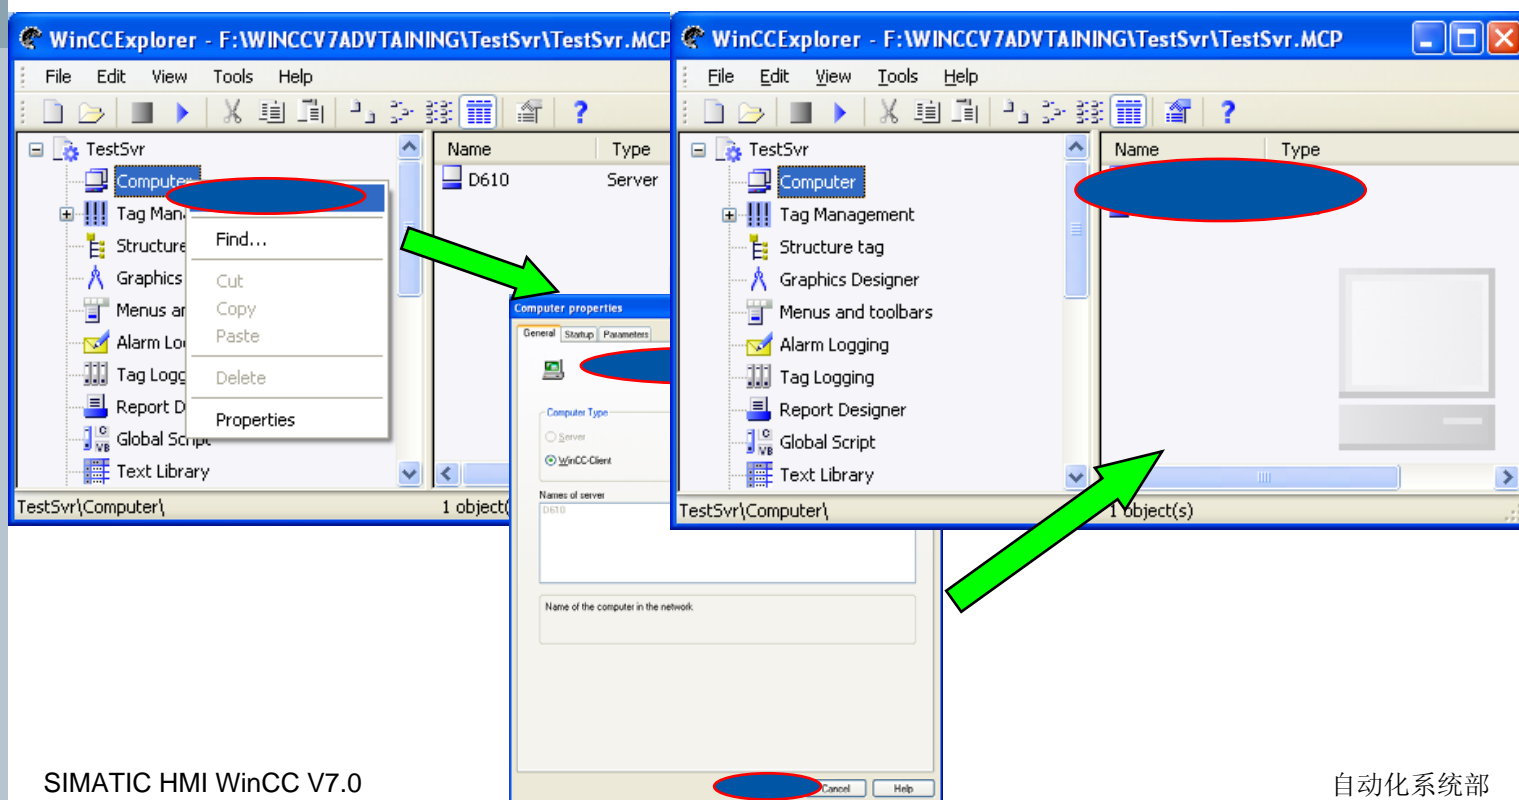 WinCCExplorer - F:\WINCCV7ADVTAINING\TestSvr\TestSvr.MCP
File Edit View Tools Help
TestSvr
Computer
Tag Man
Structure
Graphics
Menus an
Alarm Lo
Tag Logg
Report D
Global Script
Text Library
Find...
Cut
Copy
Paste
Delete
Properties
Name Type
D610 Server
TestSvr\Computer\
1 object(
Computer properties
General Startup Parameters
Computer Type
Server
WinCC-Client
Names of server
D610
Name of the computer in the network.
Cancel Help
WinCCExplorer - F:\WINCCV7ADVTAINING\TestSvr\TestSvr.MCP
File Edit View Tools Help
TestSvr
Computer
Tag Management
Structure tag
Graphics Designer
Menus and toolbars
Alarm Logging
Tag Logging
Report Designer
Global Script
Text Library
Name Type
TestSvr\Computer\
1 object(s)
SIMATIC HMI WinCC V7.0
自动化系统部